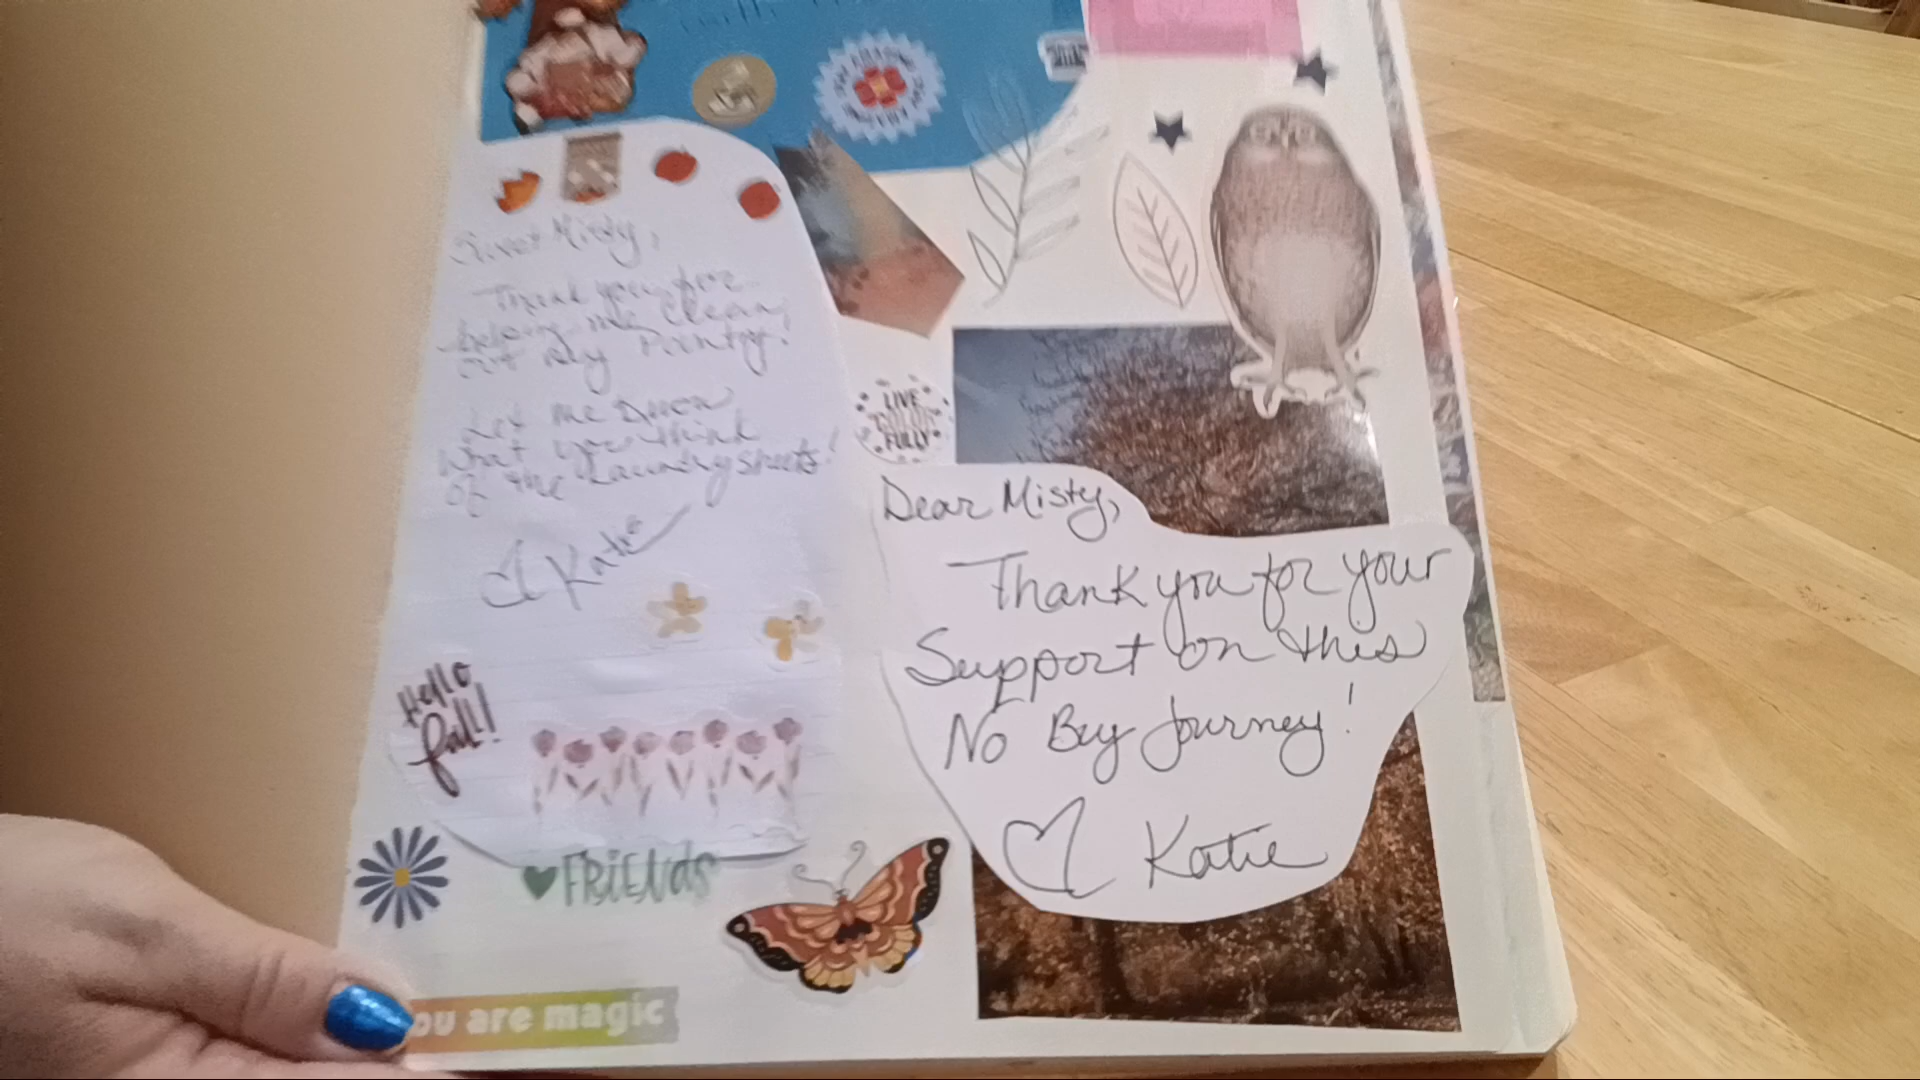 with
Sweet Misty,
Thank you for
helping me clean
out my Pantry!
Let me know
what you think
of the Laundry Sheets!
Katie
LIVE
COLOR
FULLY
Dear Misty,
Thank you for your
Support on this
No Buy Journey!
Katie
Hello
fall!
FRIENDS
ou are magic